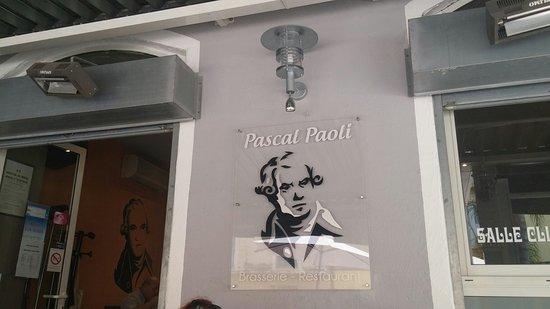 Pascal Paoli
Brasserie - Restaurant
SALLE CLI